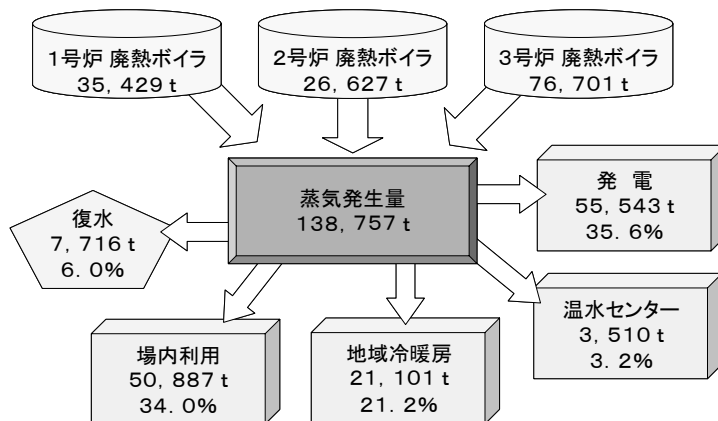 1号炉 廃熱ボイラ
35,429 t
2号炉 廃熱ボイラ
26,627 t
3号炉 廃熱ボイラ
76,701 t
蒸気発生量
138,757 t
発 電
55,543 t
35.6%
復水
7,716 t
6.0%
温水センター
3,510 t
3.2%
場内利用
50,887 t
34.0%
地域冷暖房
21,101 t
21.2%